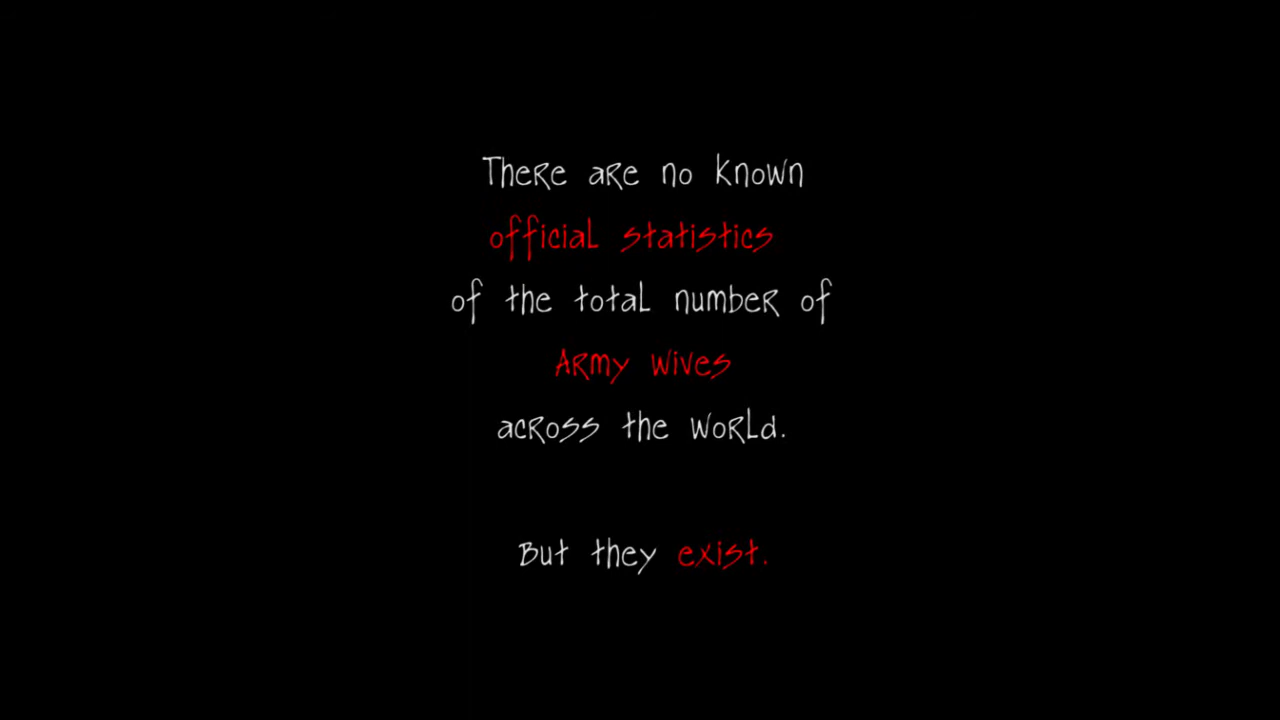 There are no known
official statistics
of the total number of
Army wives
across the world.
But they exist.